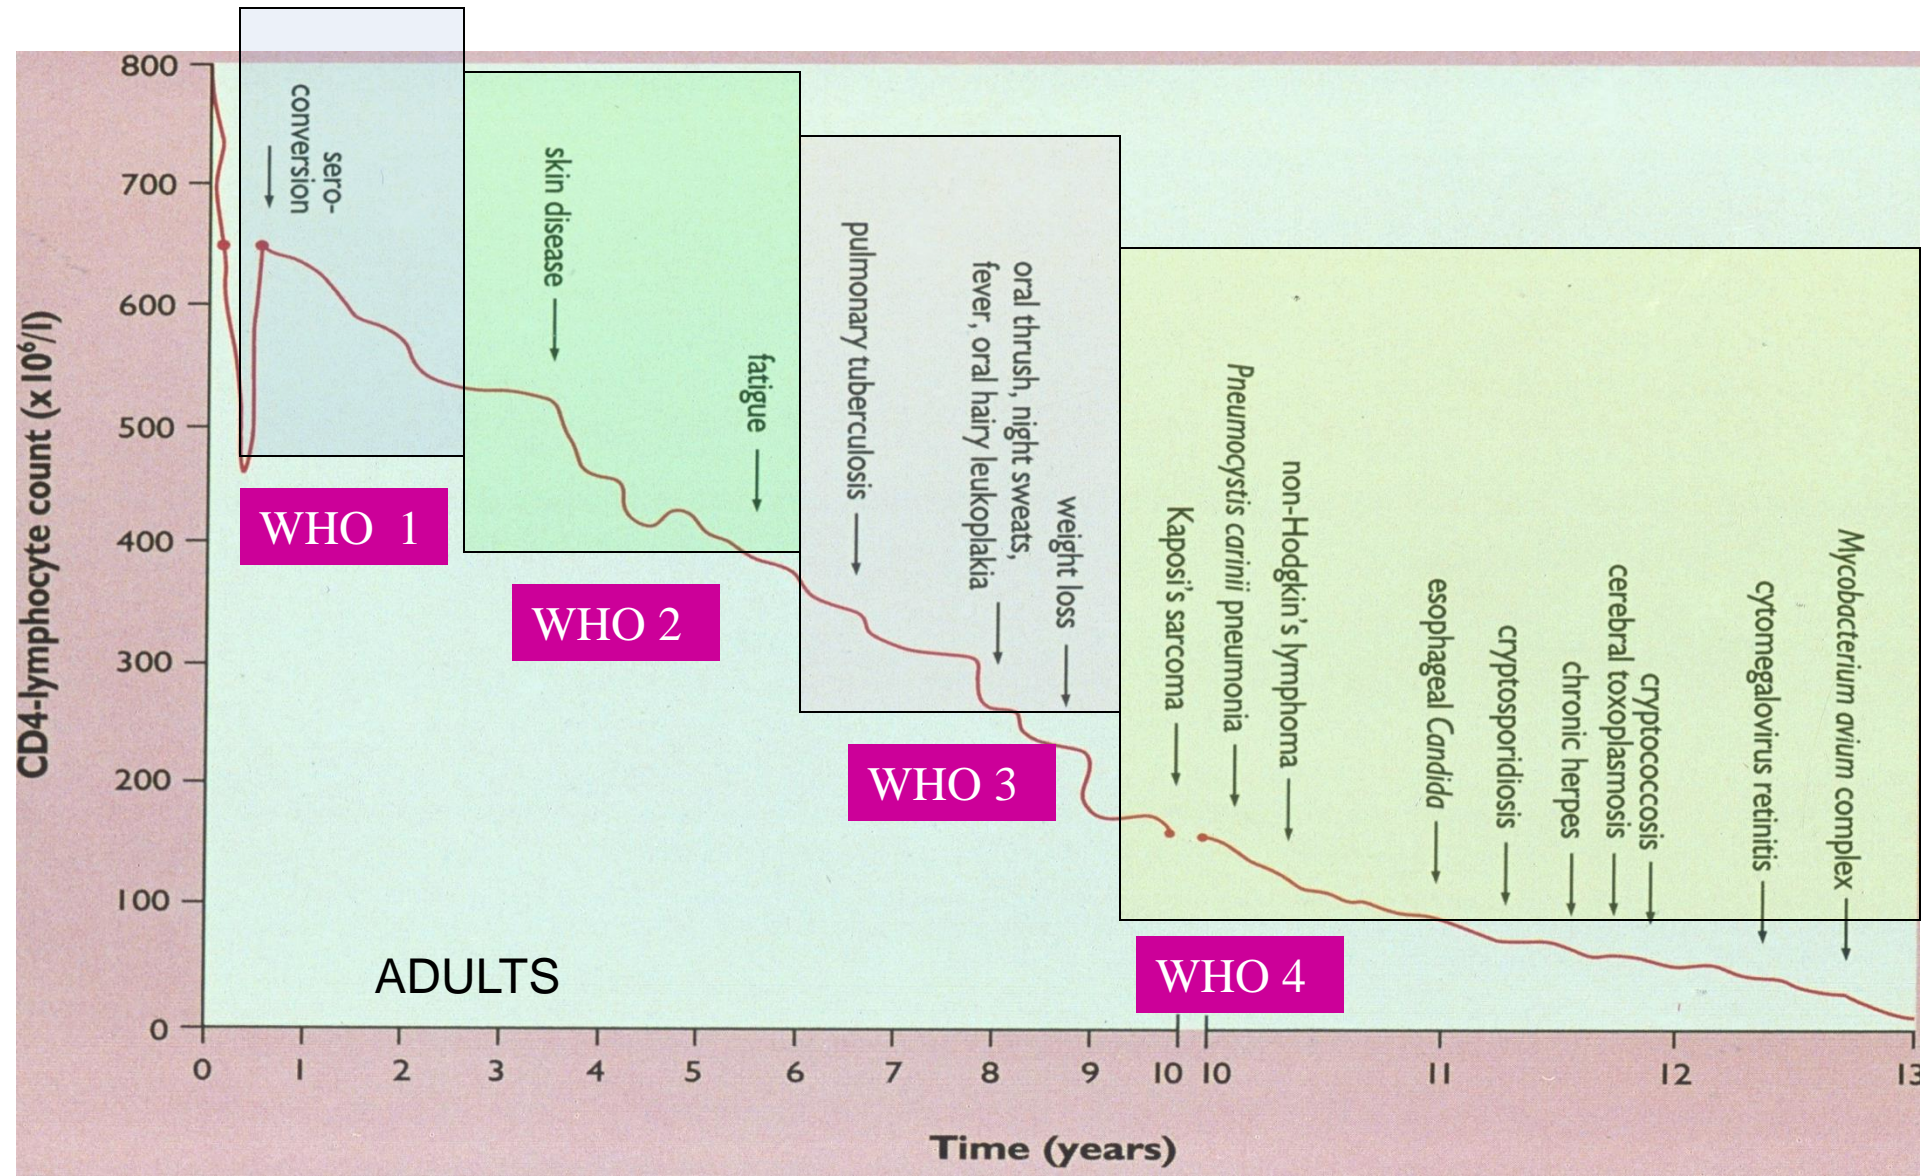 800
700
600
500
400
300
200
100
0
CD4-lymphocyte count (x10⁶/l)
sero-
conversion
skin disease
fatigue
pulmonary tuberculosis
oral thrush, night sweats,
fever, oral hairy leukoplakia
weight loss
Kaposi's sarcoma
Pneumocystis carinii pneumonia
non-Hodgkin's lymphoma
esophageal Candida
cryptosporidiosis
chronic herpes
cerebral toxoplasmosis
cryptococcosis
cytomegalovirus retinitis
Mycobacterium avium complex
WHO 1
WHO 2
WHO 3
WHO 4
ADULTS
0 1 2 3 4 5 6 7 8 9 10 10 11 12 13
Time (years)